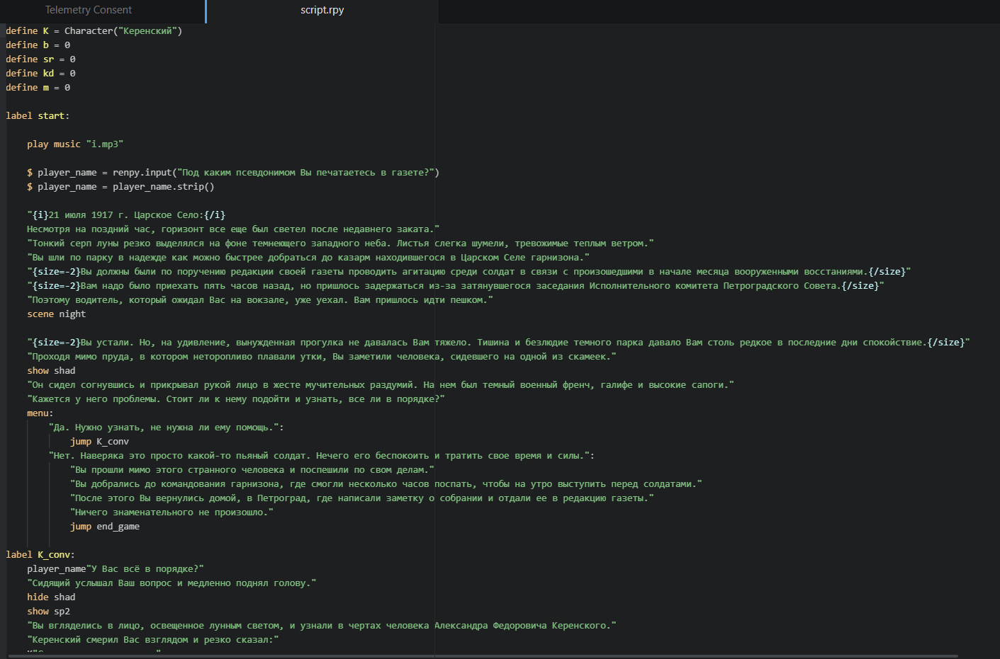 Telemetry Consent
script.rpy
define K = Character("Керенский")
define b = 0
define sr = 0
define kd = 0
define m = 0
label start:
play music "i.mp3"
$ player_name = renpy.input("Под каким псевдонимом Вы печатаетесь в газете?")
$ player_name = player_name.strip()
"{i}21 июля 1917 г. Царское Село:{/i}
Несмотря на поздний час, горизонт все еще был светел после недавнего заката."
"Тонкий серп луны резко выделялся на фоне темнеющего западного неба. Листья слегка шумели, тревожимые теплым ветром."
"Вы шли по парку в надежде как можно быстрее добраться до казарм находившегося в Царском Селе гарнизона."
"{size=-2}Вы должны были по поручению редакции своей газеты проводить агитацию среди солдат в связи с произошедшими в начале месяца вооруженными восстаниями.{/size}"
"{size=-2}Вам надо было приехать пять часов назад, но пришлось задержаться из-за затянувшегося заседания Исполнительного комитета Петроградского Совета.{/size}"
"Поэтому водитель, который ожидал Вас на вокзале, уже уехал. Вам пришлось идти пешком."
scene night
"{size=-2}Вы устали. Но, на удивление, вынужденная прогулка не давалась Вам тяжело. Тишина и безлюдие темного парка давало Вам столь редкое в последние дни спокойствие.{/size}"
"Проходя мимо пруда, в котором неторопливо плавали утки, Вы заметили человека, сидевшего на одной из скамеек."
show shad
"Он сидел согнувшись и прикрывал рукой лицо в жесте мучительных раздумий. На нем был темный военный френч, галифе и высокие сапоги."
"Кажется у него проблемы. Стоит ли к нему подойти и узнать, все ли в порядке?"
menu:
"Да. Нужно узнать, не нужна ли ему помощь.":
jump K_conv
"Нет. Наверяка это просто какой-то пьяный солдат. Нечего его беспокоить и тратить свое время и силы.":
"Вы прошли мимо этого странного человека и поспешили по свом делам."
"Вы добрались до командования гарнизона, где смогли несколько часов поспать, чтобы на утро выступить перед солдатами."
"После этого Вы вернулись домой, в Петроград, где написали заметку о собрании и отдали ее в редакцию газеты."
"Ничего знаменательного не произошло."
jump end_game
label K_conv:
player_name"У Вас всё в порядке?"
"Сидящий услышал Ваш вопрос и медленно поднял голову."
hide shad
show sp2
"Вы вгляделись в лицо, освещенное лунным светом, и узнали в чертах человека Александра Федоровича Керенского."
"Керенский смерил Вас взглядом и резко сказал:"